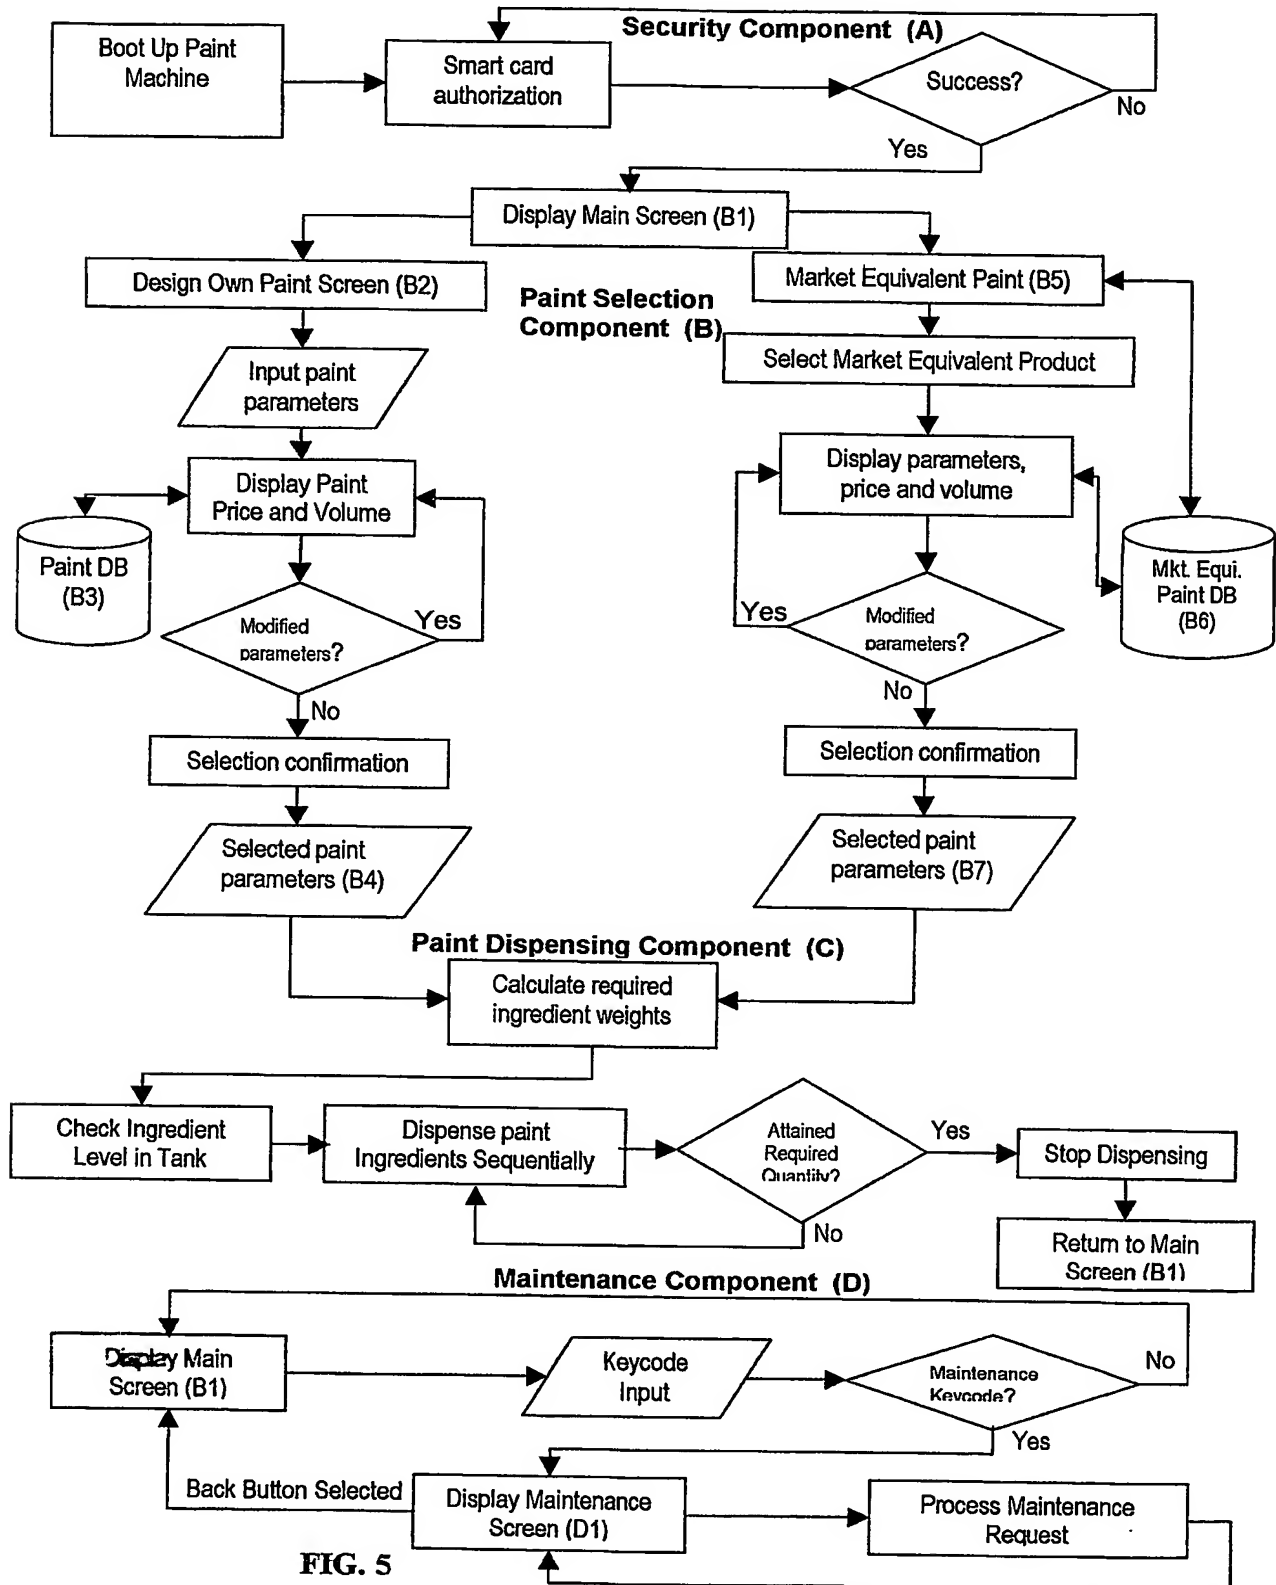 Security Component (A)
Boot Up Paint
Machine
Smart card
authorization
Success?
No
Yes
Display Main Screen (B1)
Design Own Paint Screen (B2)
Market Equivalent Paint (B5)
Paint Selection
Component (B)
Select Market Equivalent Product
Input paint
parameters
Display parameters,
price and volume
Display Paint
Price and Volume
Paint DB
(B3)
Mkt. Equi.
Paint DB
(B6)
Yes
Modified
parameters?
Yes
Modified
parameters?
No
No
Selection confirmation
Selection confirmation
Selected paint
parameters (B4)
Selected paint
parameters (B7)
Paint Dispensing Component (C)
Calculate required
ingredient weights
Check Ingredient
Level in Tank
Dispense paint
Ingredients Sequentially
Attained
Required
Quantity?
Yes
Stop Dispensing
No
Return to Main
Screen (B1)
Maintenance Component (D)
Display Main
Screen (B1)
Keycode
Input
Maintenance
Keycode?
No
Yes
Back Button Selected
Display Maintenance
Screen (D1)
Process Maintenance
Request
FIG. 5